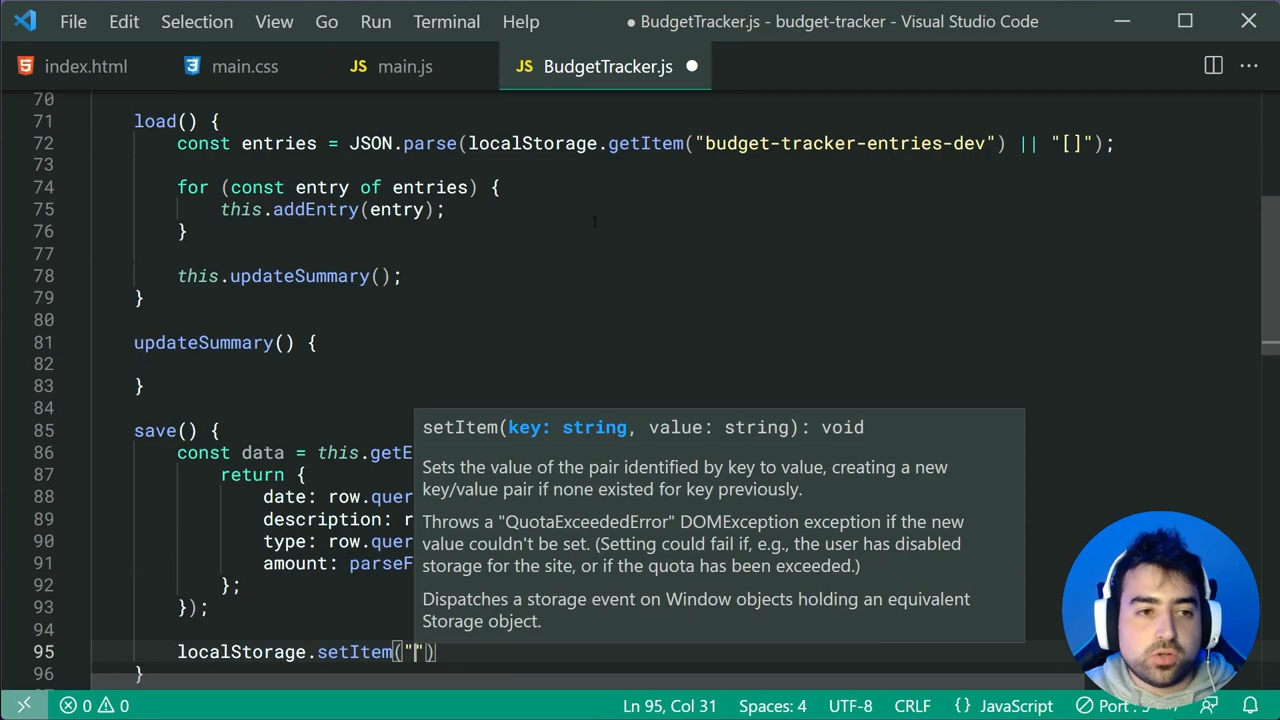 File Edit Selection View Go Run Terminal Help ● BudgetTracker.js - budget-tracker - Visual Studio Code
index.html main.css JS main.js JS BudgetTracker.js
70
71 load() {
72 const entries = JSON.parse(localStorage.getItem("budget-tracker-entries-dev") || "[]");
73
74 for (const entry of entries) {
75 this.addEntry(entry);
76 }
77
78 this.updateSummary();
79 }
80
81 updateSummary() {
82
83 }
84
85 save() {
86 const data = this.getE
87 return {
88 date: row.quer
89 description: r
90 type: row.quer
91 amount: parseF
92 };
93 });
94
95 localStorage.setItem("")
96 }
setItem(key: string, value: string): void
Sets the value of the pair identified by key to value, creating a new
key/value pair if none existed for key previously.
Throws a "QuotaExceededError" DOMException exception if the new
value couldn't be set. (Setting could fail if, e.g., the user has disabled
storage for the site, or if the quota has been exceeded.)
Dispatches a storage event on Window objects holding an equivalent
Storage object.
0 0 Ln 95, Col 31 Spaces: 4 UTF-8 CRLF {} JavaScript Port :